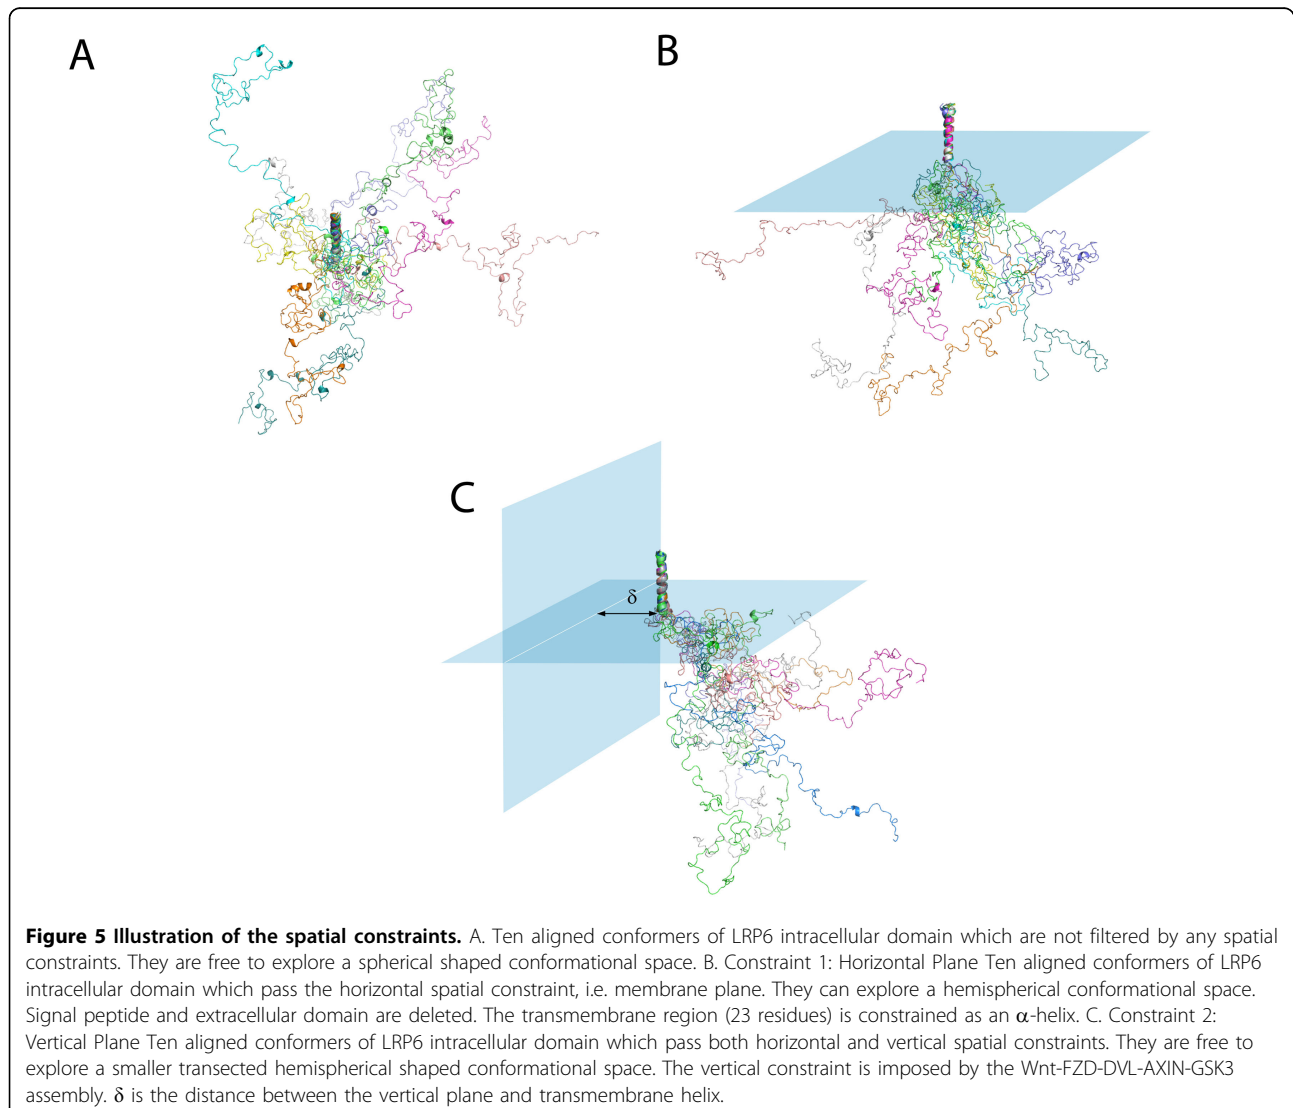 A
B
C
δ
Figure 5 Illustration of the spatial constraints. A. Ten aligned conformers of LRP6 intracellular domain which are not filtered by any spatial
constraints. They are free to explore a spherical shaped conformational space. B. Constraint 1: Horizontal Plane Ten aligned conformers of LRP6
intracellular domain which pass the horizontal spatial constraint, i.e. membrane plane. They can explore a hemispherical conformational space.
Signal peptide and extracellular domain are deleted. The transmembrane region (23 residues) is constrained as an α-helix. C. Constraint 2:
Vertical Plane Ten aligned conformers of LRP6 intracellular domain which pass both horizontal and vertical spatial constraints. They are free to
explore a smaller transected hemispherical shaped conformational space. The vertical constraint is imposed by the Wnt-FZD-DVL-AXIN-GSK3
assembly. δ is the distance between the vertical plane and transmembrane helix.